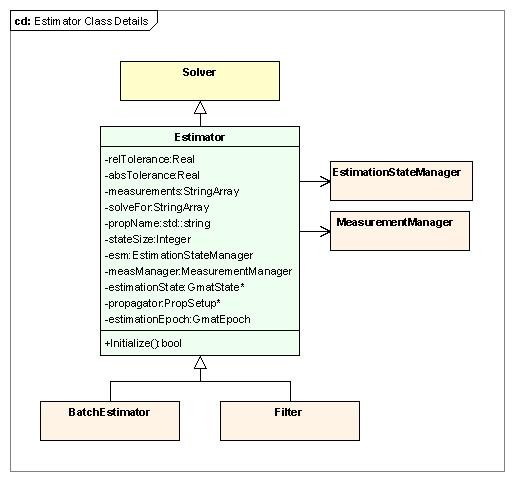 cd: Estimator Class Details
Solver
Estimator
-relTolerance:Real
-absTolerance:Real
-measurements:StringArray
-solveFor:StringArray
-propName:std::string
-stateSize:Integer
-esm:EstimationStateManager
-measManager:MeasurementManager
-estimationState:GmatState*
-propagator:PropSetup*
-estimationEpoch:GmatEpoch
+Initialize():bool
EstimationStateManager
MeasurementManager
BatchEstimator
Filter